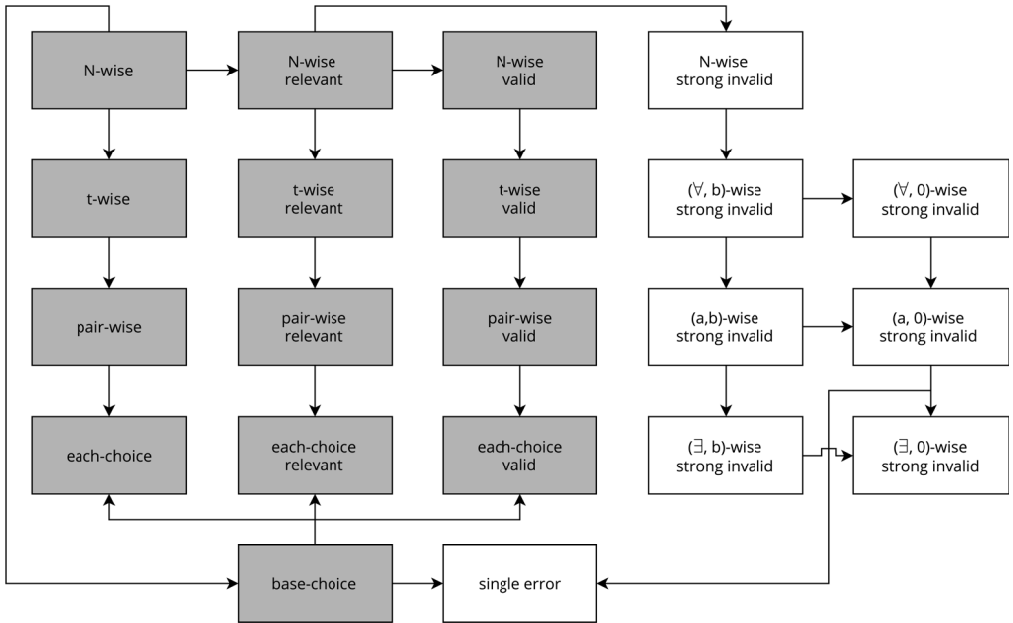 N-wise
N-wise
relevant
N-wise
valid
N-wise
strong invalid
t-wise
t-wise
relevant
t-wise
valid
(∀, b)-wise
strong invalid
(∀, 0)-wise
strong invalid
pair-wise
pair-wise
relevant
pair-wise
valid
(a,b)-wise
strong invalid
(a, 0)-wise
strong invalid
each-choice
each-choice
relevant
each-choice
valid
(∃, b)-wise
strong invalid
(∃, 0)-wise
strong invalid
base-choice
single error